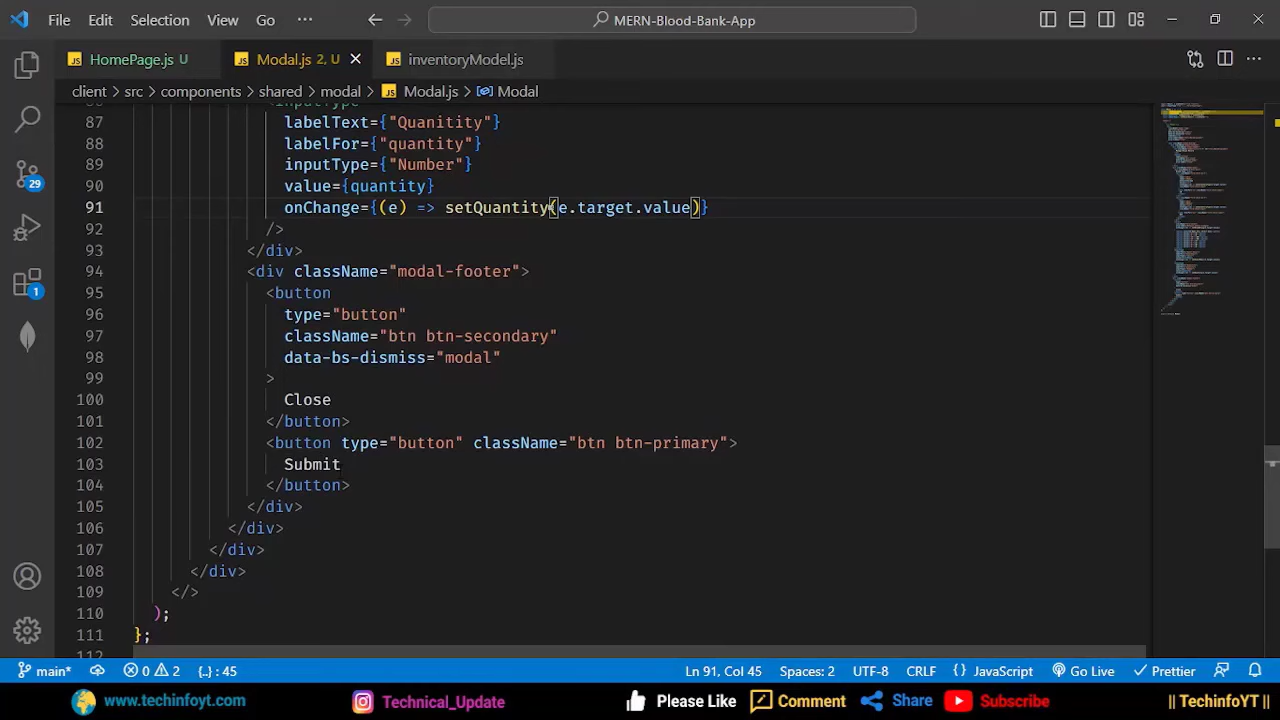 File Edit Selection View Go ··· MERN-Blood-Bank-App
HomePage.js U Modal.js 2, U inventoryModel.js
client > src > components > shared > modal > Modal.js > Modal
<InputType
87 labelText={"Quanitity"}
88 labelFor={"quantity"}
89 inputType={"Number"}
90 value={quantity}
91 onChange={(e) => setQuantity(e.target.value)}
92 />
93 </div>
94 <div className="modal-footer">
95 <button
96 type="button"
97 className="btn btn-secondary"
98 data-bs-dismiss="modal"
99 >
100 Close
101 </button>
102 <button type="button" className="btn btn-primary">
103 Submit
104 </button>
105 </div>
106 </div>
107 </div>
108 </div>
109 </>
110 );
111 };
29
1
main* 0 2 {..} : 45 Ln 91, Col 45 Spaces: 2 UTF-8 CRLF {} JavaScript Go Live Prettier
www.techinfoyt.com Technical_Update Please Like Comment Share Subscribe || TechinfoYT ||